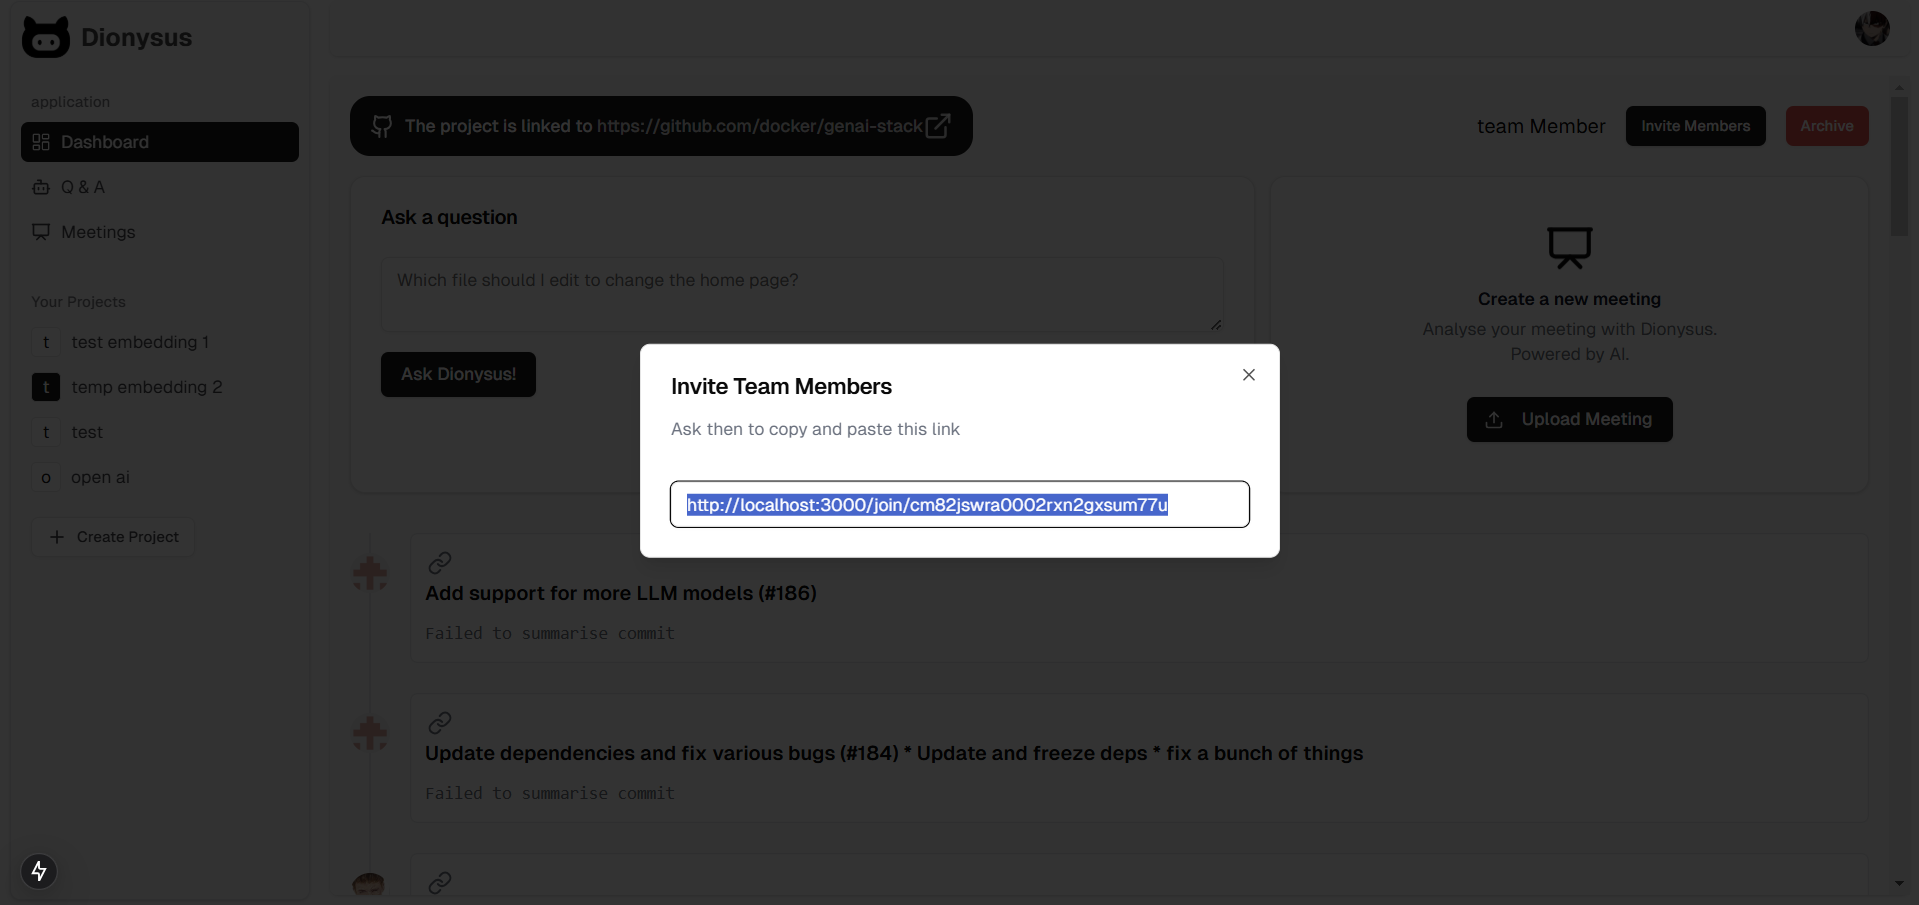 Dionysus
application
Dashboard
Q & A
Meetings
Your Projects
t test embedding 1
t temp embedding 2
t test
o open ai
Create Project
The project is linked to https://github.com/docker/genai-stack
team Member
Invite Members
Archive
Ask a question
Which file should I edit to change the home page?
Ask Dionysus!
Create a new meeting
Analyse your meeting with Dionysus.
Powered by AI.
Upload Meeting
Invite Team Members
Ask then to copy and paste this link
http://localhost:3000/join/cm82jswra0002rxn2gxsum77u
Add support for more LLM models (#186)
Failed to summarise commit
Update dependencies and fix various bugs (#184) * Update and freeze deps * fix a bunch of things
Failed to summarise commit